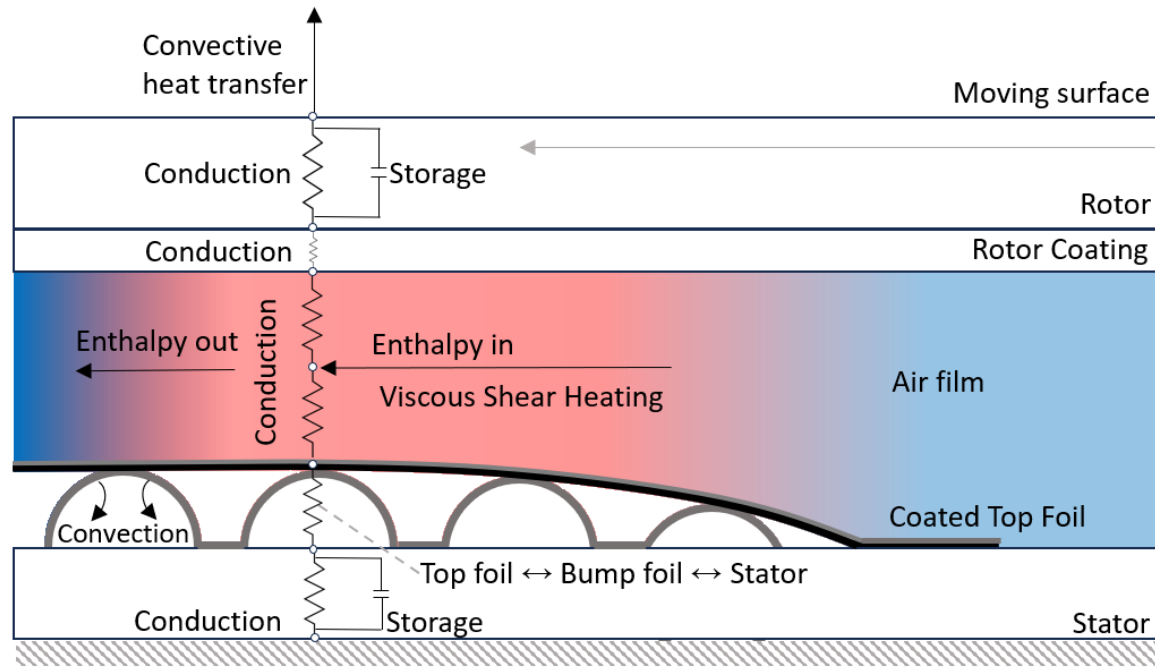 Convective
heat transfer
Moving surface
Conduction
Storage
Rotor
Conduction
Rotor Coating
Conduction
Enthalpy out
Enthalpy in
Viscous Shear Heating
Air film
Coated Top Foil
Convection
Top foil ↔ Bump foil ↔ Stator
Conduction
Storage
Stator